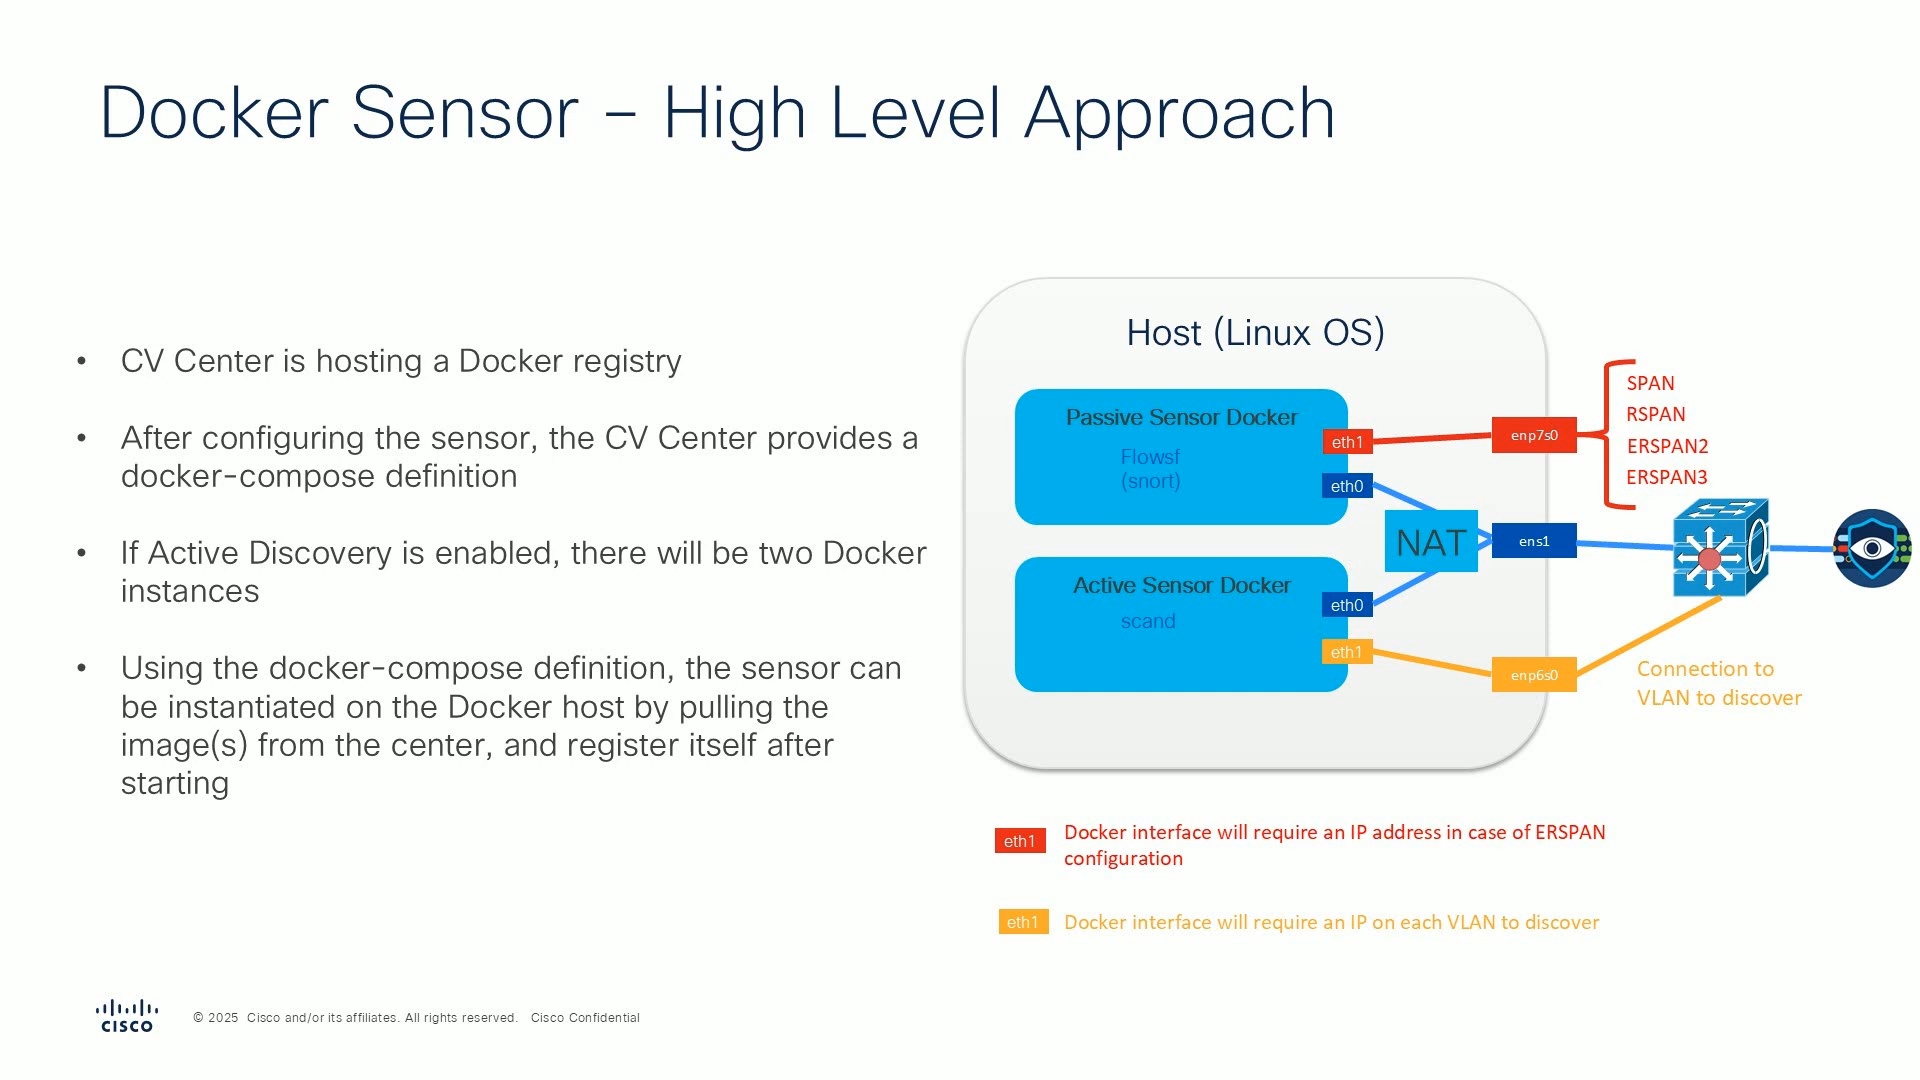 Docker Sensor – High Level Approach
• CV Center is hosting a Docker registry
• After configuring the sensor, the CV Center provides a
docker-compose definition
• If Active Discovery is enabled, there will be two Docker
instances
• Using the docker-compose definition, the sensor can
be instantiated on the Docker host by pulling the
image(s) from the center, and register itself after
starting
Host (Linux OS)
Passive Sensor Docker
Flowsf
(snort)
eth1
eth0
Active Sensor Docker
scand
eth0
eth1
NAT
enp7s0
ens1
enp6s0
SPAN
RSPAN
ERSPAN2
ERSPAN3
Connection to
VLAN to discover
eth1
Docker interface will require an IP address in case of ERSPAN
configuration
eth1
Docker interface will require an IP on each VLAN to discover
CISCO
© 2025 Cisco and/or its affiliates. All rights reserved. Cisco Confidential